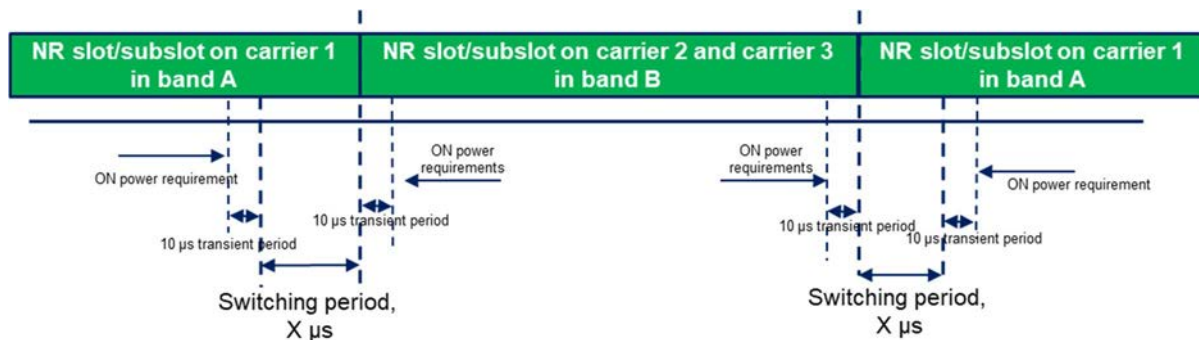 NR slot/subslot on carrier 1
in band A
NR slot/subslot on carrier 2 and carrier 3
in band B
NR slot/subslot on carrier 1
in band A
ON power requirement
ON power
requirements
ON power
requirements
ON power requirement
10 µs transient period
10 µs transient period
10 µs transient period
10 µs transient period
Switching period,
X µs
Switching period,
X µs